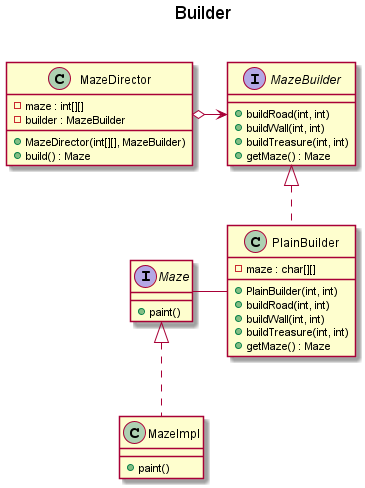 Builder
C MazeDirector
maze : int[][]
builder : MazeBuilder
MazeDirector(int[][], MazeBuilder)
build() : Maze
I MazeBuilder
buildRoad(int, int)
buildWall(int, int)
buildTreasure(int, int)
getMaze() : Maze
C PlainBuilder
maze : char[][]
PlainBuilder(int, int)
buildRoad(int, int)
buildWall(int, int)
buildTreasure(int, int)
getMaze() : Maze
I Maze
paint()
C MazeImpl
paint()